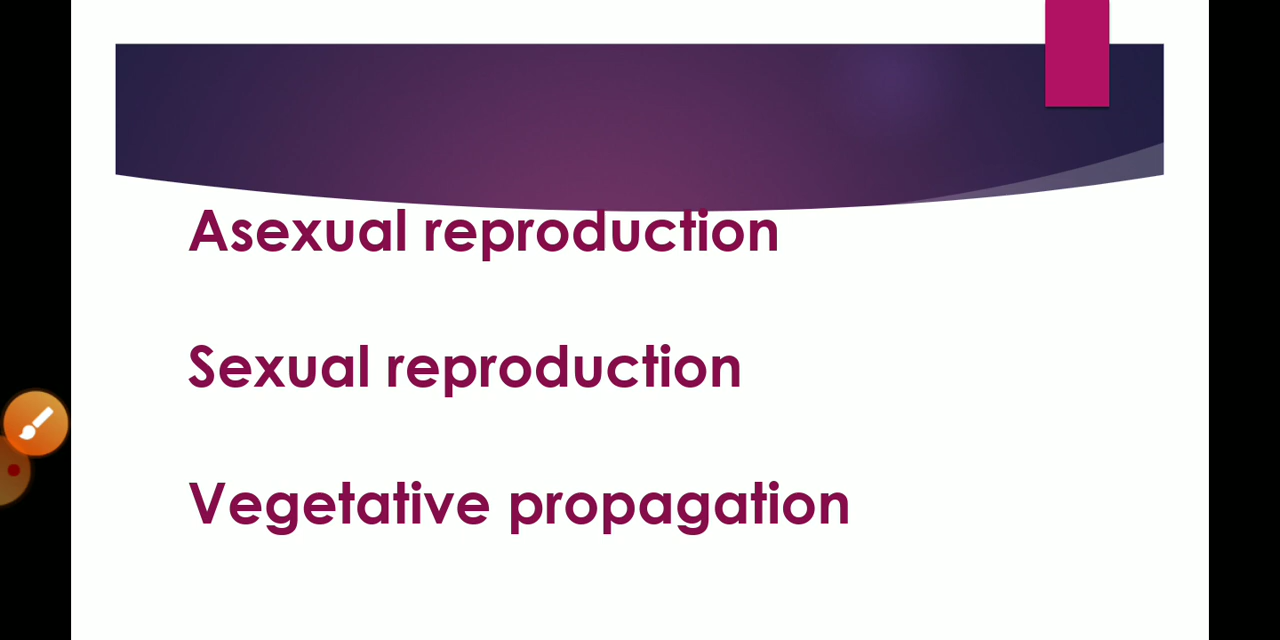 Asexual reproduction
Sexual reproduction
Vegetative propagation